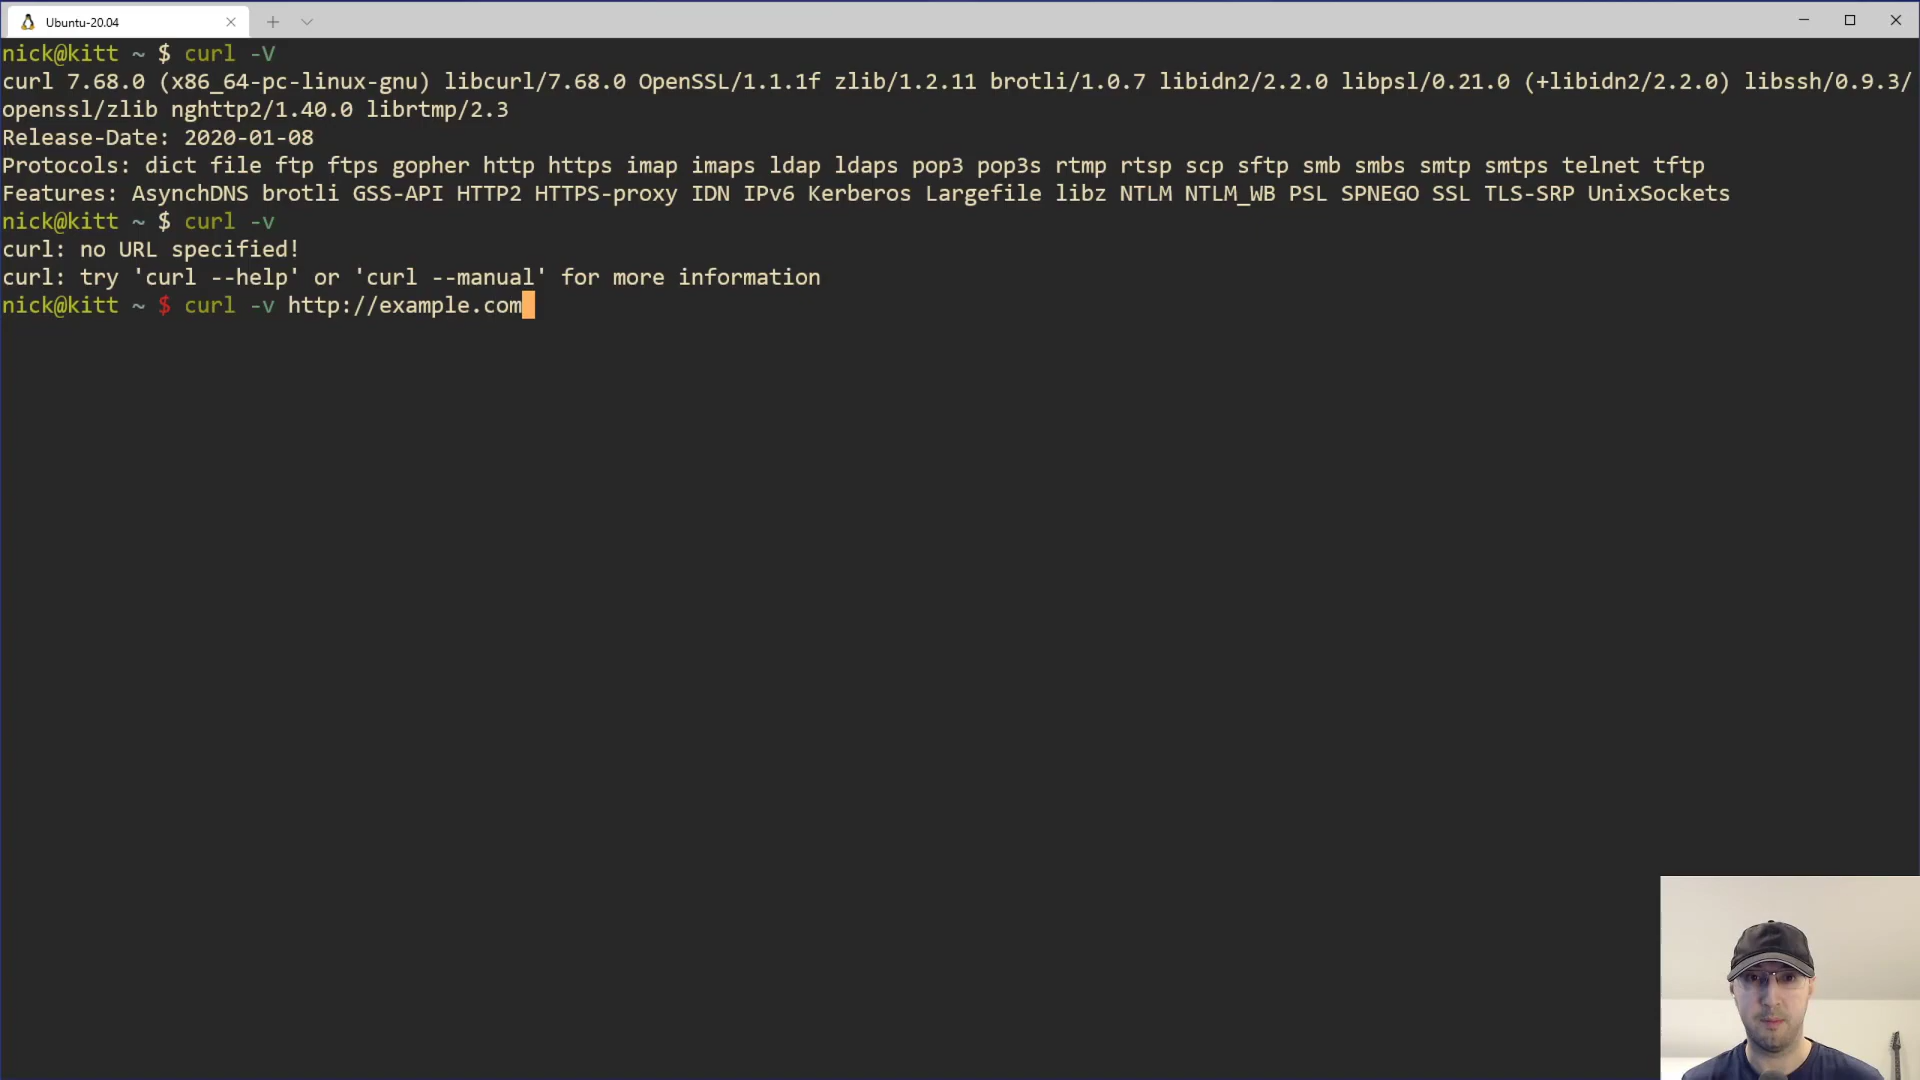 Ubuntu-20.04
nick@kitt ~ $ curl -V
curl 7.68.0 (x86_64-pc-linux-gnu) libcurl/7.68.0 OpenSSL/1.1.1f zlib/1.2.11 brotli/1.0.7 libidn2/2.2.0 libpsl/0.21.0 (+libidn2/2.2.0) libssh/0.9.3/
openssl/zlib nghttp2/1.40.0 librtmp/2.3
Release-Date: 2020-01-08
Protocols: dict file ftp ftps gopher http https imap imaps ldap ldaps pop3 pop3s rtmp rtsp scp sftp smb smbs smtp smtps telnet tftp
Features: AsynchDNS brotli GSS-API HTTP2 HTTPS-proxy IDN IPv6 Kerberos Largefile libz NTLM NTLM_WB PSL SPNEGO SSL TLS-SRP UnixSockets
nick@kitt ~ $ curl -v
curl: no URL specified!
curl: try 'curl --help' or 'curl --manual' for more information
nick@kitt ~ $ curl -v http://example.com